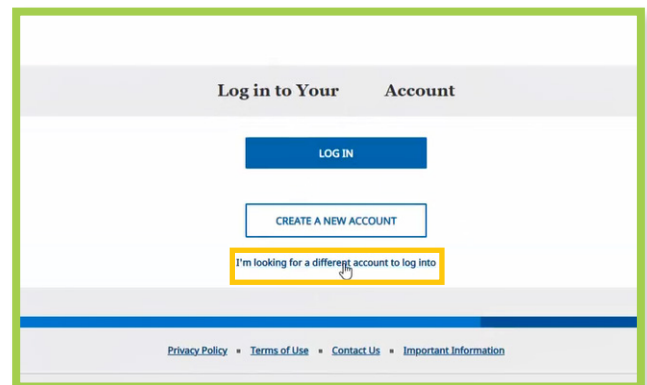 Log in to Your Account
LOG IN
CREATE A NEW ACCOUNT
I'm looking for a different account to log into
Privacy Policy ▪ Terms of Use ▪ Contact Us ▪ Important Information